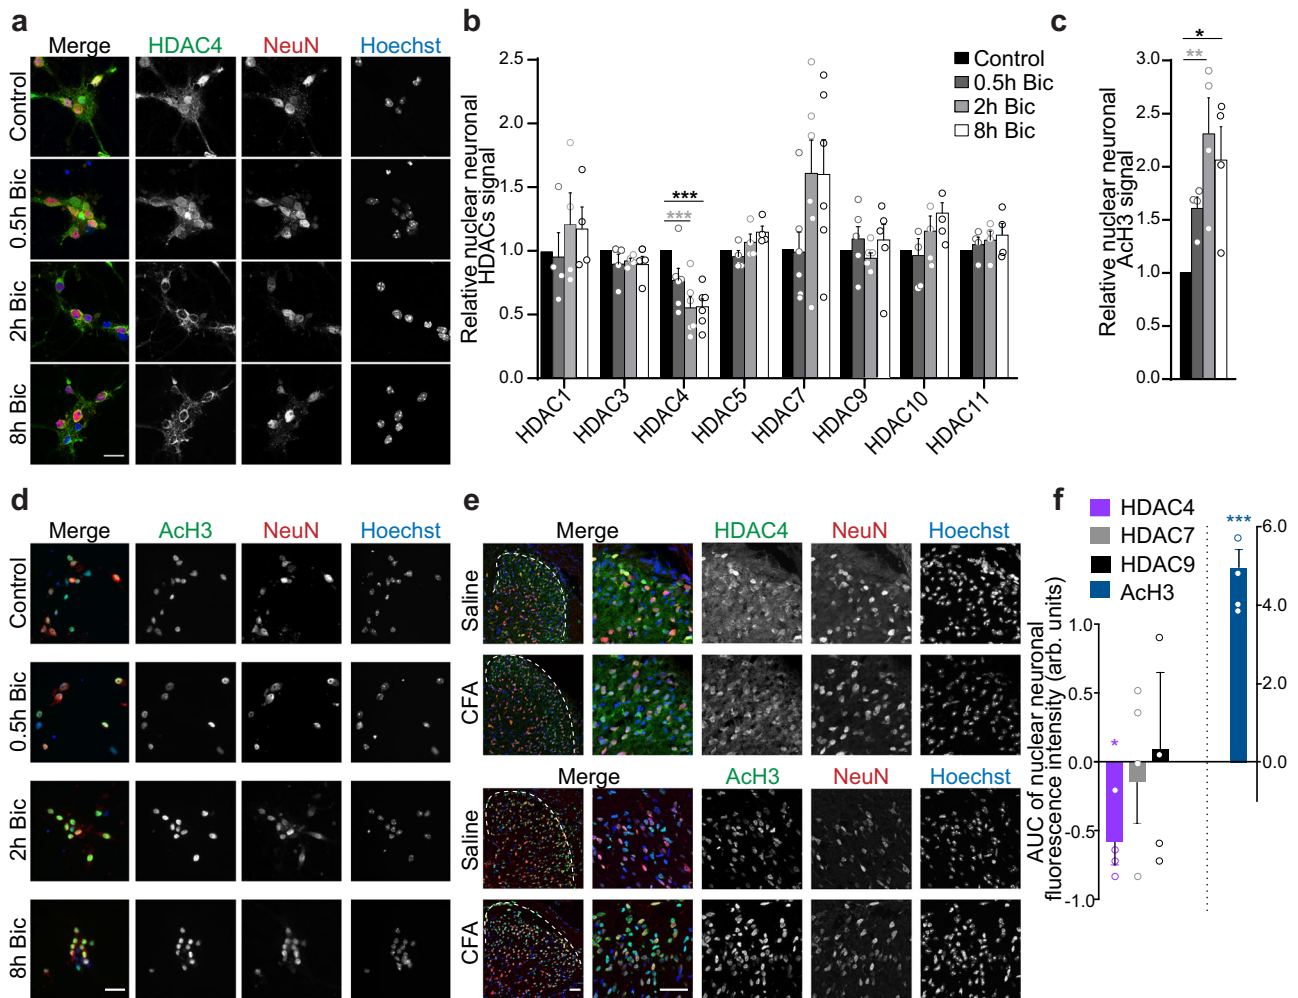 a
Merge HDAC4 NeuN Hoechst
Control
0.5h Bic
2h Bic
8h Bic
b
Relative nuclear neuronal
HDACs signal
2.5
2.0
1.5
1.0
0.5
0.0
Control
0.5h Bic
2h Bic
8h Bic
***
***
HDAC1 HDAC3 HDAC4 HDAC5 HDAC7 HDAC9 HDAC10 HDAC11
c
Relative nuclear neuronal
AcH3 signal
*
**
3.0
2.5
2.0
1.5
1.0
0.5
0.0
d
Merge AcH3 NeuN Hoechst
Control
0.5h Bic
2h Bic
8h Bic
e
Merge HDAC4 NeuN Hoechst
Saline
CFA
Merge AcH3 NeuN Hoechst
Saline
CFA
f
HDAC4
HDAC7
HDAC9
AcH3
AUC of nuclear neuronal
fluorescence intensity (arb. units)
1.0
0.5
0.0
-0.5
-1.0
*
***
6.0
4.0
2.0
0.0